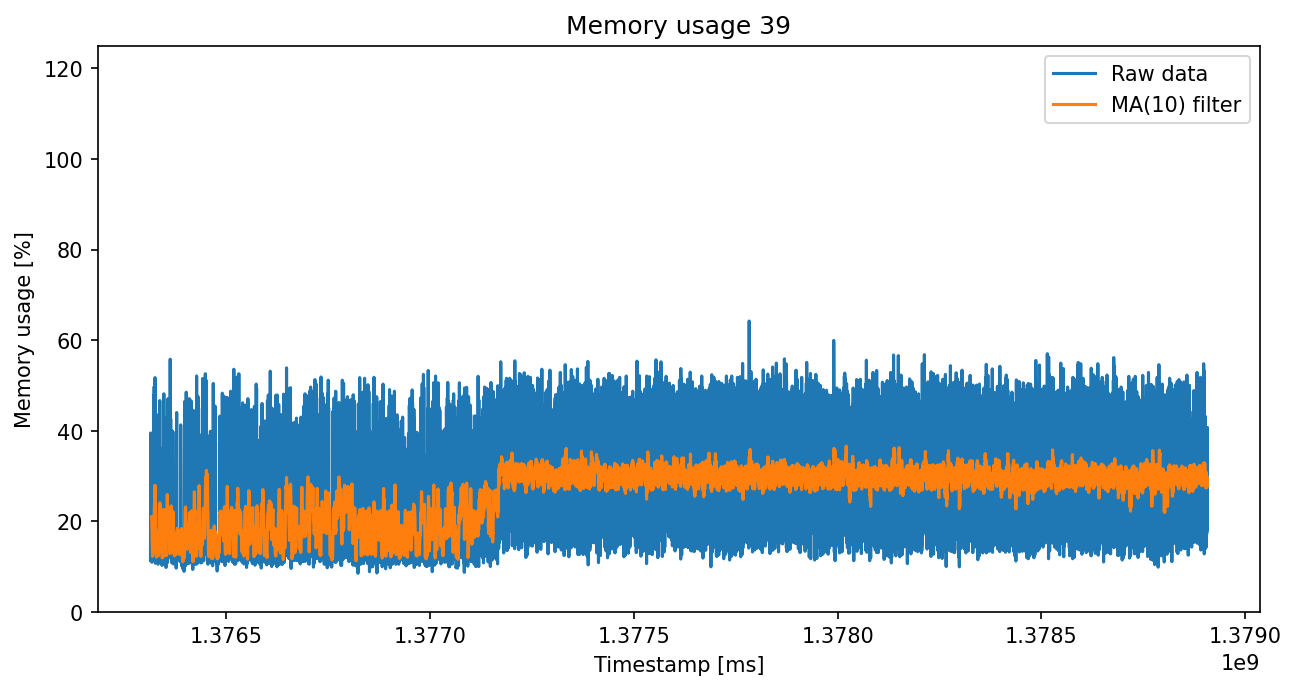 Memory usage 39
Raw data
MA(10) filter
Memory usage [%]
120
100
80
60
40
20
0
1.3765 1.3770 1.3775 1.3780 1.3785 1.3790
1e9
Timestamp [ms]